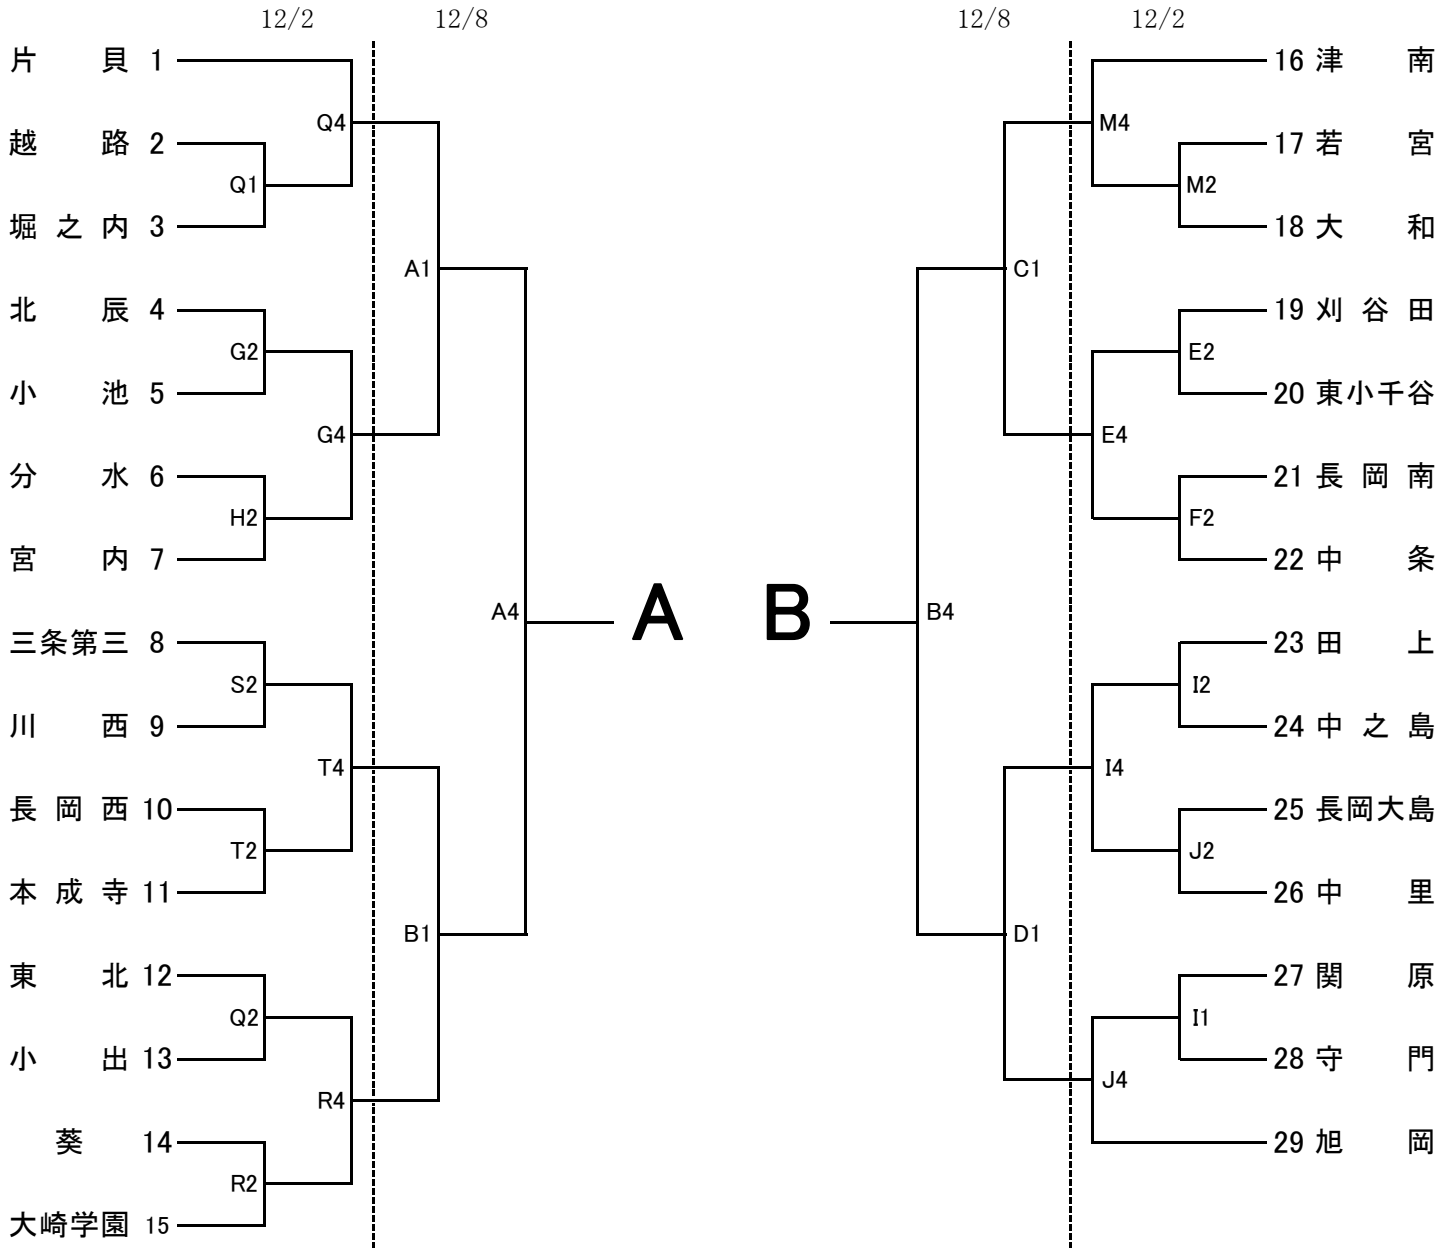 12/2 12/8 12/8 12/2
片貝 1
Q4
越路 2
Q1
堀之内 3
A1
北辰 4
G2
小池 5
G4
分水 6
H2
宮内 7
A4
三条第三 8
S2
川西 9
T4
長岡西 10
T2
本成寺 11
B1
東北 12
Q2
小出 13
R4
葵 14
R2
大崎学園 15
A B
16 津南
M4
17 若宮
M2
18 大和
C1
19 刈谷田
E2
20 東小千谷
E4
21 長岡南
F2
22 中条
B4
23 田上
I2
24 中之島
I4
25 長岡大島
J2
26 中里
D1
27 関原
I1
28 守門
J4
29 旭岡